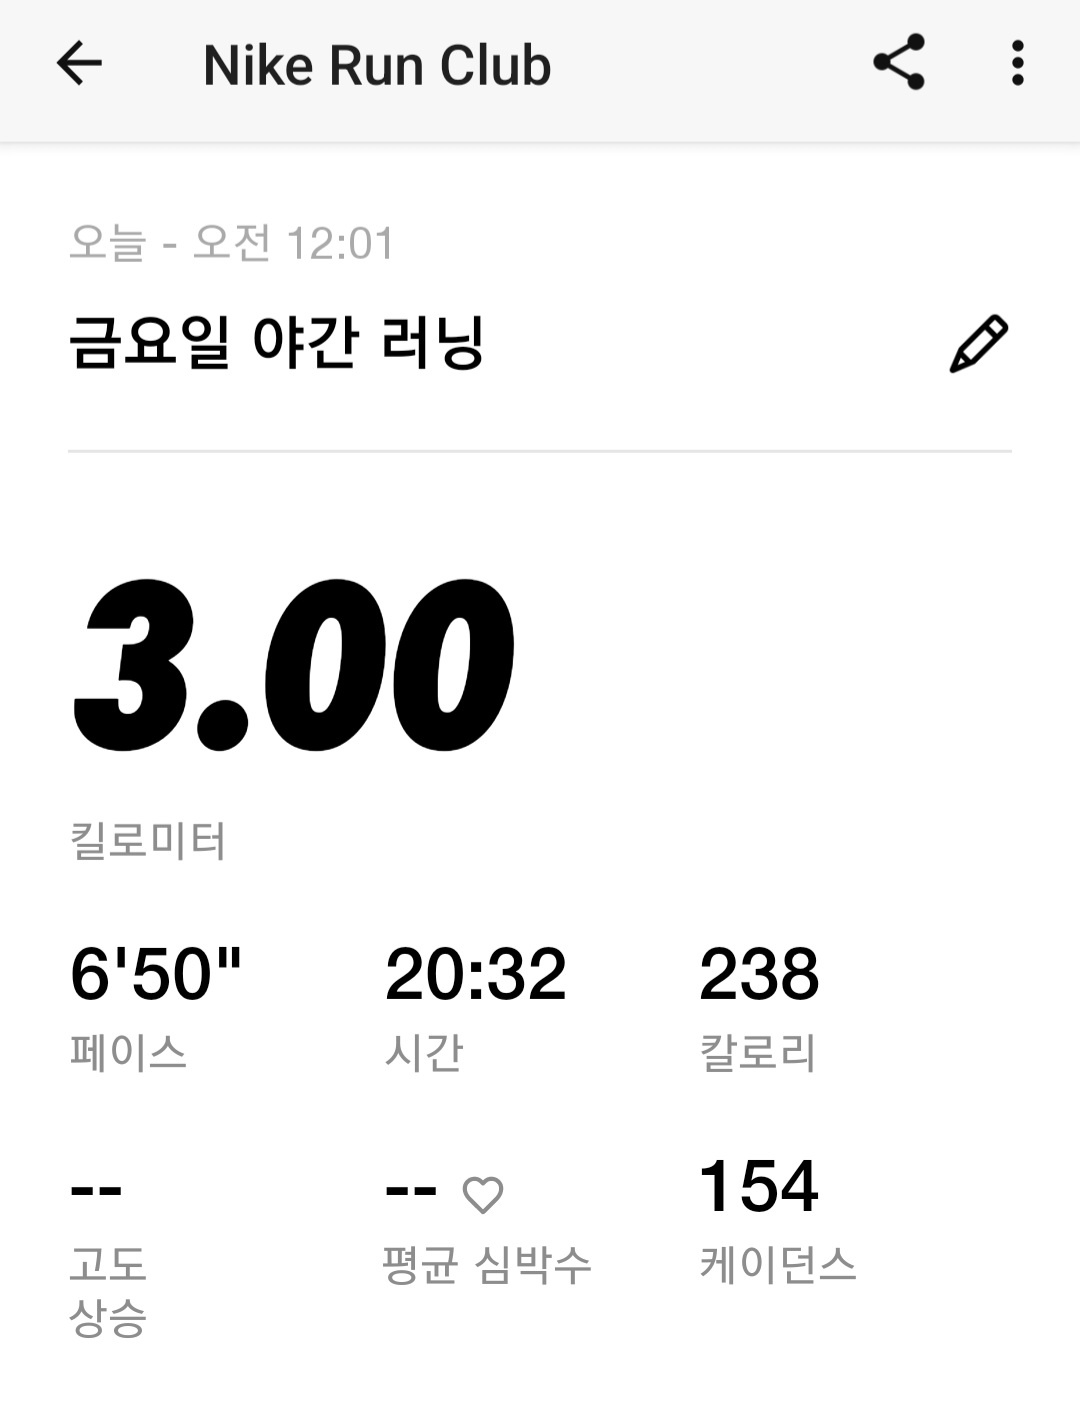 Nike Run Club
오늘 - 오전 12:01
금요일 야간 러닝
3.00
킬로미터
6'50" 20:32 238
페이스 시간 칼로리
-- -- 154
고도 평균 심박수 케이던스
상승